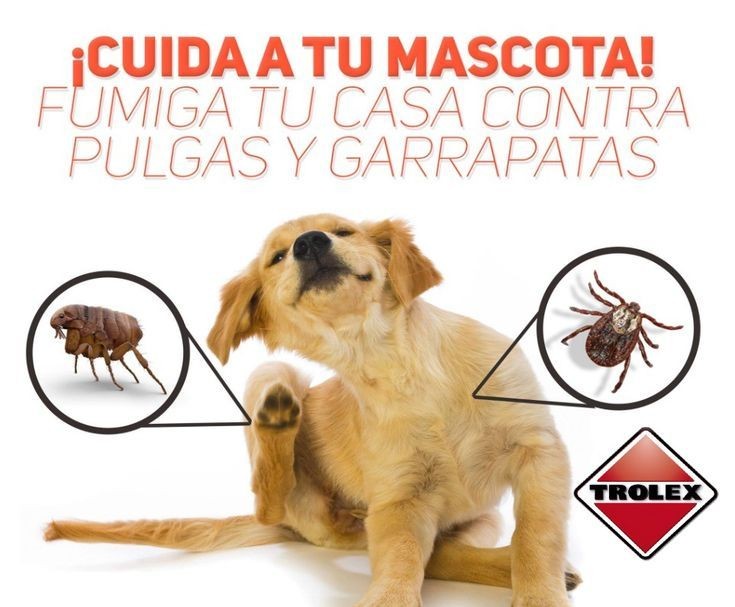 ¡CUIDA A TU MASCOTA!
FUMIGA TU CASA CONTRA
PULGAS Y GARRAPATAS
TROLEX